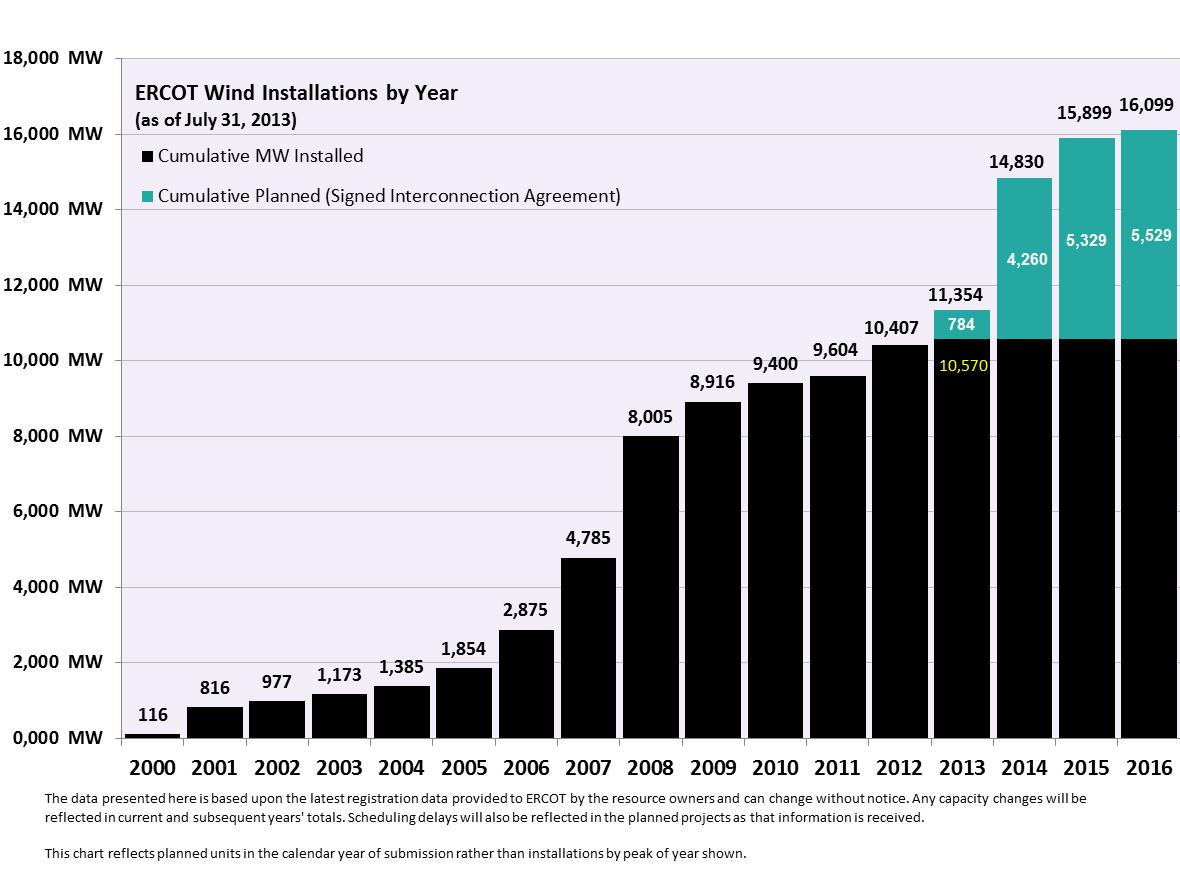 ERCOT Wind Installations by Year
(as of July 31, 2013)
Cumulative MW Installed
Cumulative Planned (Signed Interconnection Agreement)
18,000 MW
16,000 MW
14,000 MW
12,000 MW
10,000 MW
8,000 MW
6,000 MW
4,000 MW
2,000 MW
0,000 MW
116
816
977
1,173
1,385
1,854
2,875
4,785
8,005
8,916
9,400
9,604
10,407
11,354
784
10,570
14,830
4,260
15,899
5,329
16,099
5,529
2000 2001 2002 2003 2004 2005 2006 2007 2008 2009 2010 2011 2012 2013 2014 2015 2016
The data presented here is based upon the latest registration data provided to ERCOT by the resource owners and can change without notice. Any capacity changes will be
reflected in current and subsequent years' totals. Scheduling delays will also be reflected in the planned projects as that information is received.
This chart reflects planned units in the calendar year of submission rather than installations by peak of year shown.